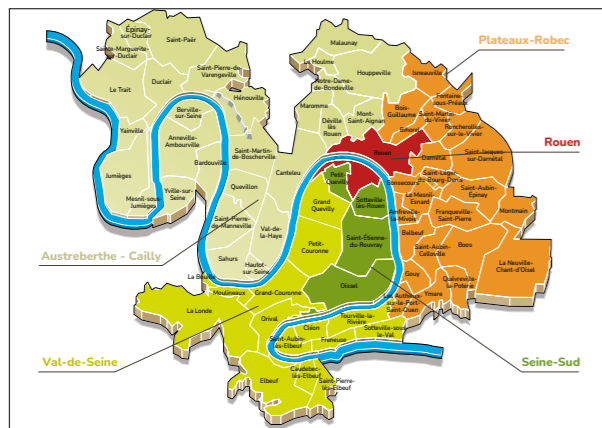 Épinay-
sur-Duclair
Saint-Paër
Sainte-Marguerite-
sur-Duclair
Saint-Pierre-de-
Varengeville
Duclair
Le Trait
Hénouville
Malaunay
Le Houlme
Houppeville
Notre-Dame-
de-Bondeville
Plateaux-Robec
Isneauville
Fontaine-
sous-Préaux
Berville-
sur-Seine
Maromme
Mont-
Saint-Aignan
Bois-
Guillaume
Saint-Martin-
du-Vivier
Roncherolles-
sur-le-Vivier
Yainville
Anneville-
Ambourville
Déville
lès
Rouen
Bihorel
Rouen
Rouen
Darnétal
Saint-Jacques-
sur-Darnétal
Bardouville
Saint-Martin-
de-Boscherville
Canteleu
Jumièges
Mesnil-sous-
Jumièges
Yville-sur-
Seine
Quevillon
Petit-
Quevilly
Bonsecours
Saint-Léger-
du-Bourg-Denis
Le Mesnil
Esnard
Saint-Aubin-
Épinay
Grand
Quevilly
Sotteville-
lès-Rouen
Amfreville
la-Mivoie
Franqueville-
Saint-Pierre
Montmain
Saint-Pierre-
de-Manneville
Val-de-
la-Haye
Petit-
Couronne
Saint-Étienne-
du-Rouvray
Belbeuf
Saint-Aubin-
Celloville
Boos
Austreberthe - Cailly
Sahurs
Hautot-
sur-Seine
La Neuville-
Chant-d'Oisel
La Bouille
Moulineaux
Grand-Couronne
Oissel
Gouy
Quévreville-
la-Poterie
Ymare
Les Authieux-
sur-le-Port-
Saint-Ouen
La Londe
Orival
Cléon
Tourville-la-
Rivière
Sotteville-sous-
le-Val
Saint-Aubin-
lès-Elbeuf
Freneuse
Val-de-Seine
Seine-Sud
Elbeuf
Caudebec-
lès-Elbeuf
Saint-Pierre-
lès-Elbeuf